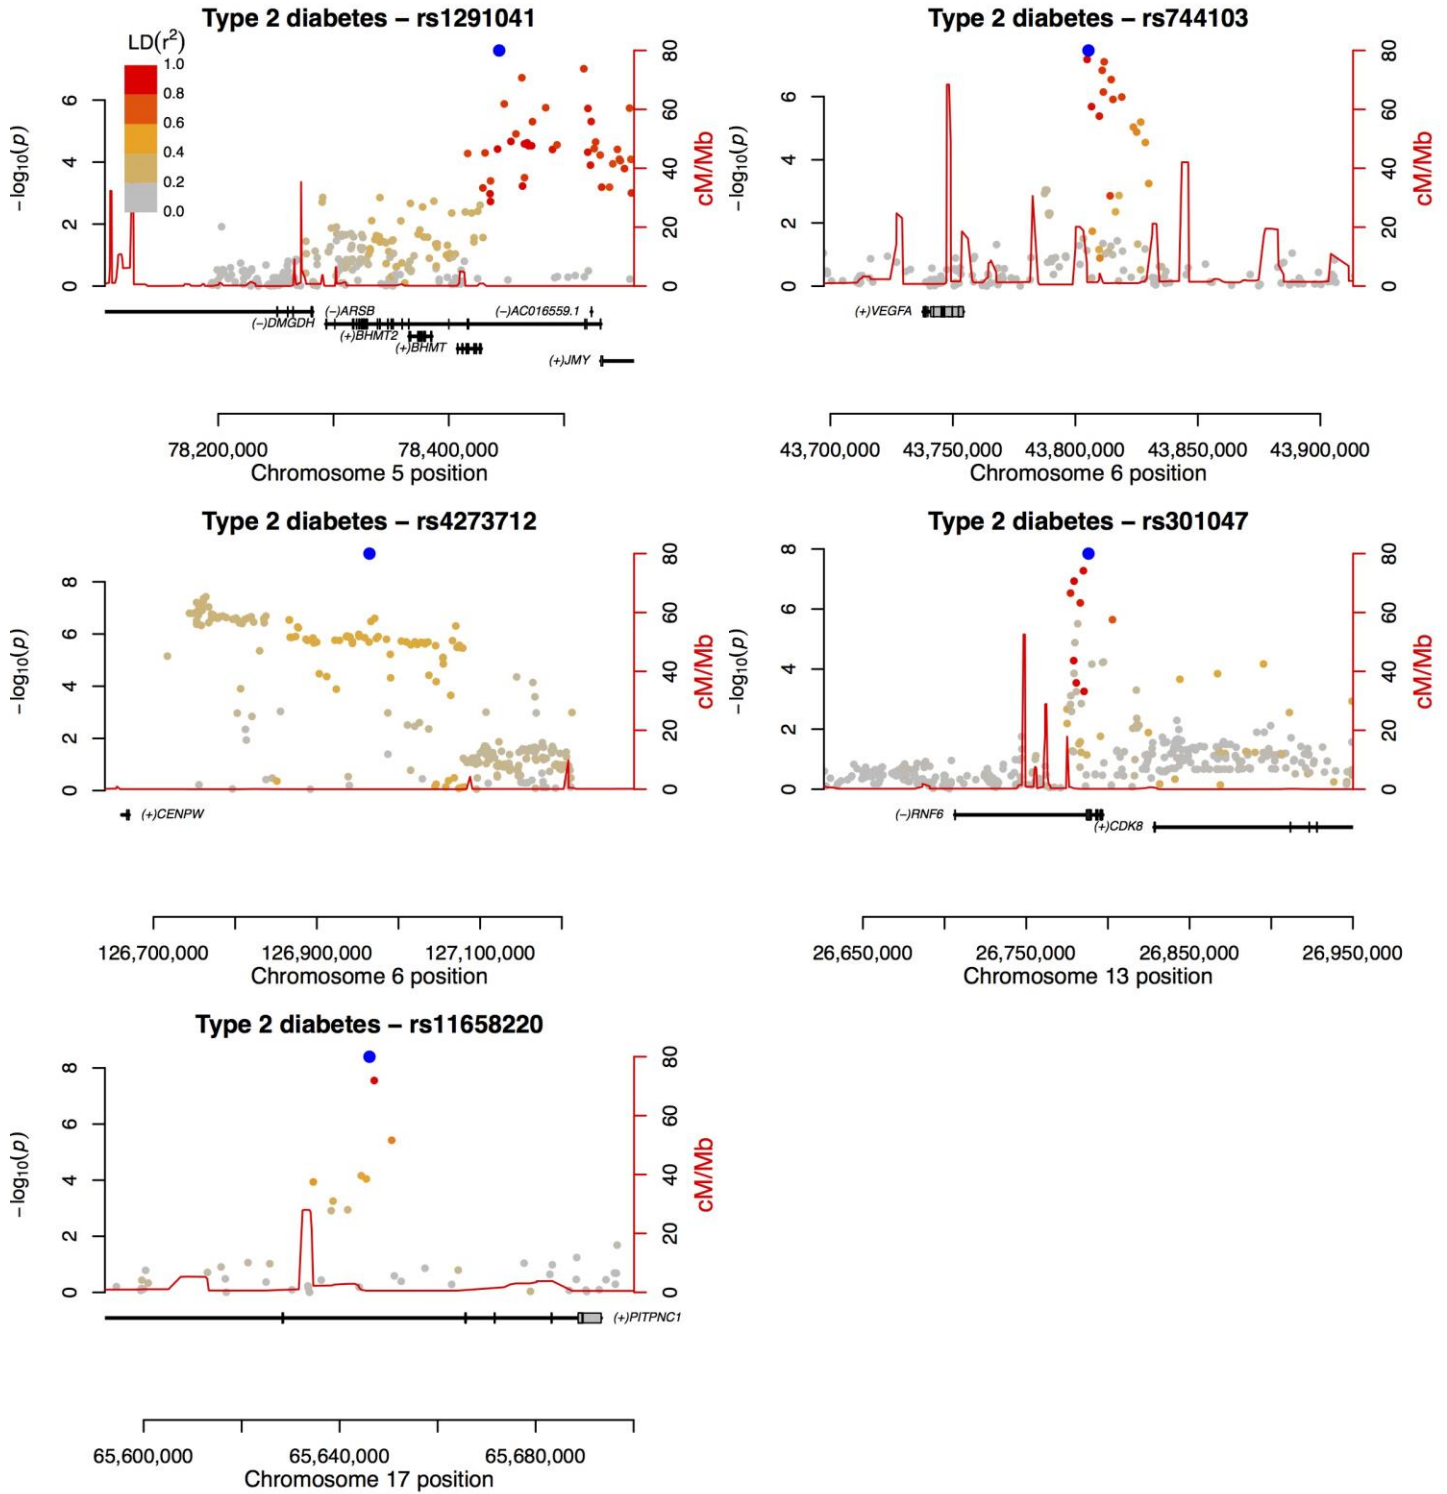 Type 2 diabetes – rs1291041
LD(r²)
1.0
0.8
0.6
0.4
0.2
0.0
−log₁₀(p)
0 2 4 6
cM/Mb
0 20 40 60 80
(−)DMGDH
(−)ARSB
(+)BHMT2
(+)BHMT
(−)AC016559.1
(+)JMY
78,200,000 78,400,000
Chromosome 5 position
Type 2 diabetes – rs744103
−log₁₀(p)
0 2 4 6
cM/Mb
0 20 40 60 80
(+)VEGFA
43,700,000 43,750,000 43,800,000 43,850,000 43,900,000
Chromosome 6 position
Type 2 diabetes – rs4273712
−log₁₀(p)
0 2 4 6 8
cM/Mb
0 20 40 60 80
(+)CENPW
126,700,000 126,900,000 127,100,000
Chromosome 6 position
Type 2 diabetes – rs301047
−log₁₀(p)
0 2 4 6 8
cM/Mb
0 20 40 60 80
(−)RNF6
(+)CDK8
26,650,000 26,750,000 26,850,000 26,950,000
Chromosome 13 position
Type 2 diabetes – rs11658220
−log₁₀(p)
0 2 4 6 8
cM/Mb
0 20 40 60 80
(+)PITPNC1
65,600,000 65,640,000 65,680,000
Chromosome 17 position